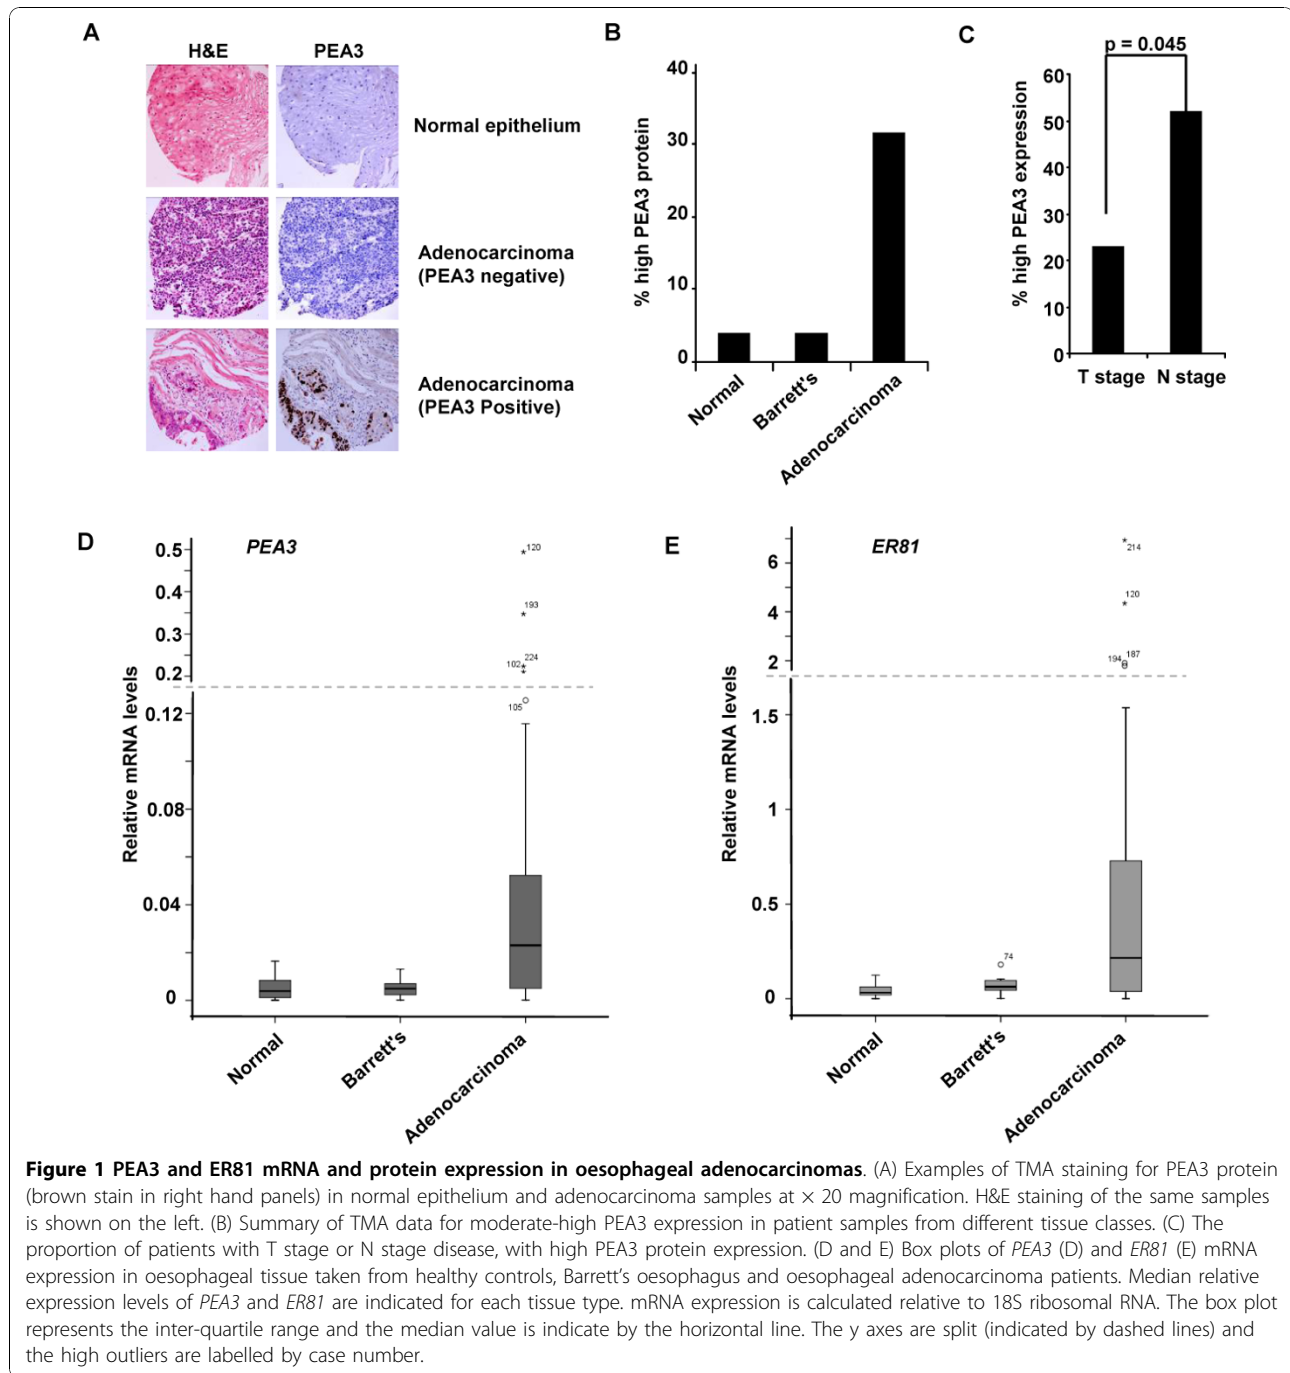 A
H&E PEA3
Normal epithelium
Adenocarcinoma
(PEA3 negative)
Adenocarcinoma
(PEA3 Positive)
B
% high PEA3 protein
40
30
20
10
0
Normal
Barrett's
Adenocarcinoma
C
p = 0.045
% high PEA3 expression
60
50
40
30
20
10
0
T stage N stage
D
PEA3
Relative mRNA levels
0.5
0.4
0.3
0.2
0.12
0.08
0.04
0
120
193
102 224
105
Normal
Barrett's
Adenocarcinoma
E
ER81
Relative mRNA levels
6
4
2
1.5
1
0.5
0
214
120
194 187
74
Normal
Barrett's
Adenocarcinoma
Figure 1 PEA3 and ER81 mRNA and protein expression in oesophageal adenocarcinomas. (A) Examples of TMA staining for PEA3 protein
(brown stain in right hand panels) in normal epithelium and adenocarcinoma samples at × 20 magnification. H&E staining of the same samples
is shown on the left. (B) Summary of TMA data for moderate-high PEA3 expression in patient samples from different tissue classes. (C) The
proportion of patients with T stage or N stage disease, with high PEA3 protein expression. (D and E) Box plots of PEA3 (D) and ER81 (E) mRNA
expression in oesophageal tissue taken from healthy controls, Barrett's oesophagus and oesophageal adenocarcinoma patients. Median relative
expression levels of PEA3 and ER81 are indicated for each tissue type. mRNA expression is calculated relative to 18S ribosomal RNA. The box plot
represents the inter-quartile range and the median value is indicate by the horizontal line. The y axes are split (indicated by dashed lines) and
the high outliers are labelled by case number.